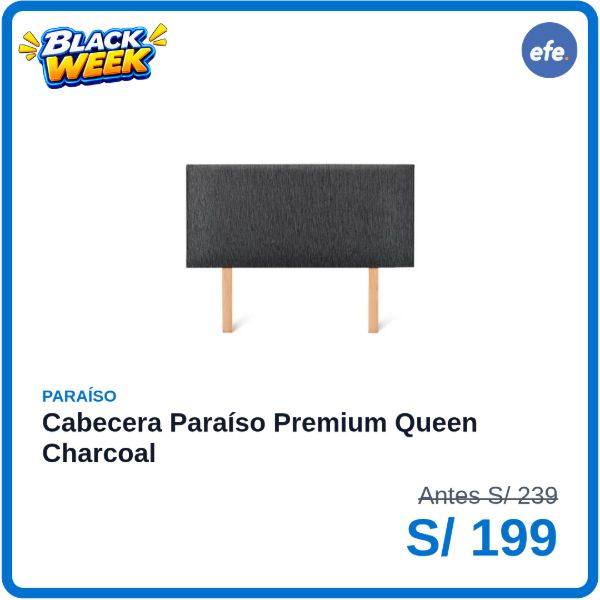 BLACK
WEEK
efe.
PARAÍSO
Cabecera Paraíso Premium Queen
Charcoal
Antes S/ 239
S/ 199